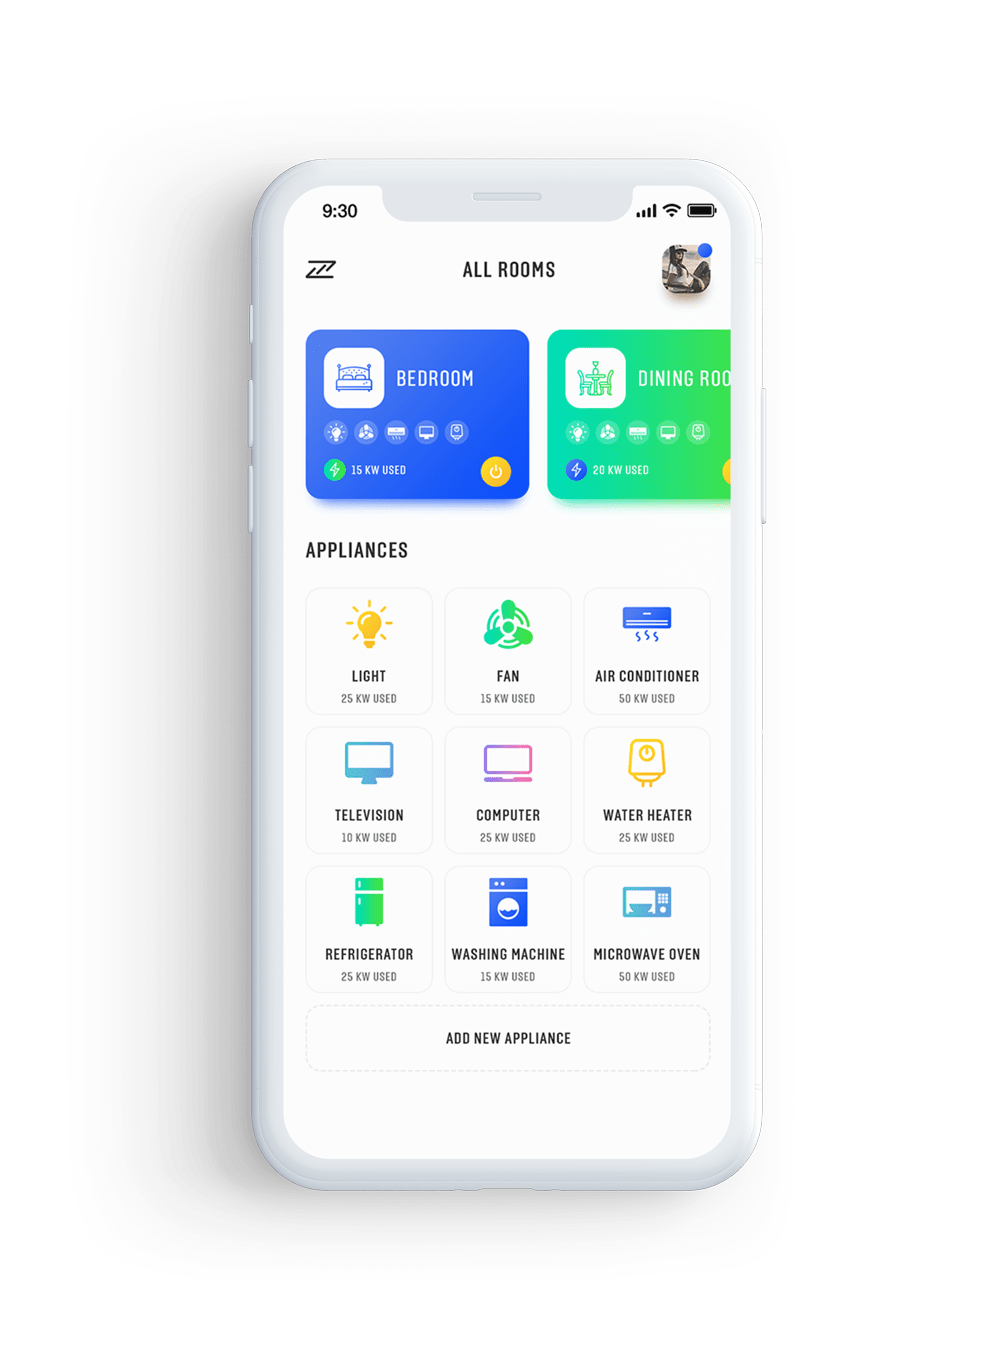 9:30
ALL ROOMS
BEDROOM
DINING ROO
15 KW USED
20 KW USED
APPLIANCES
LIGHT
25 KW USED
FAN
15 KW USED
AIR CONDITIONER
50 KW USED
TELEVISION
10 KW USED
COMPUTER
25 KW USED
WATER HEATER
25 KW USED
REFRIGERATOR
25 KW USED
WASHING MACHINE
15 KW USED
MICROWAVE OVEN
50 KW USED
ADD NEW APPLIANCE